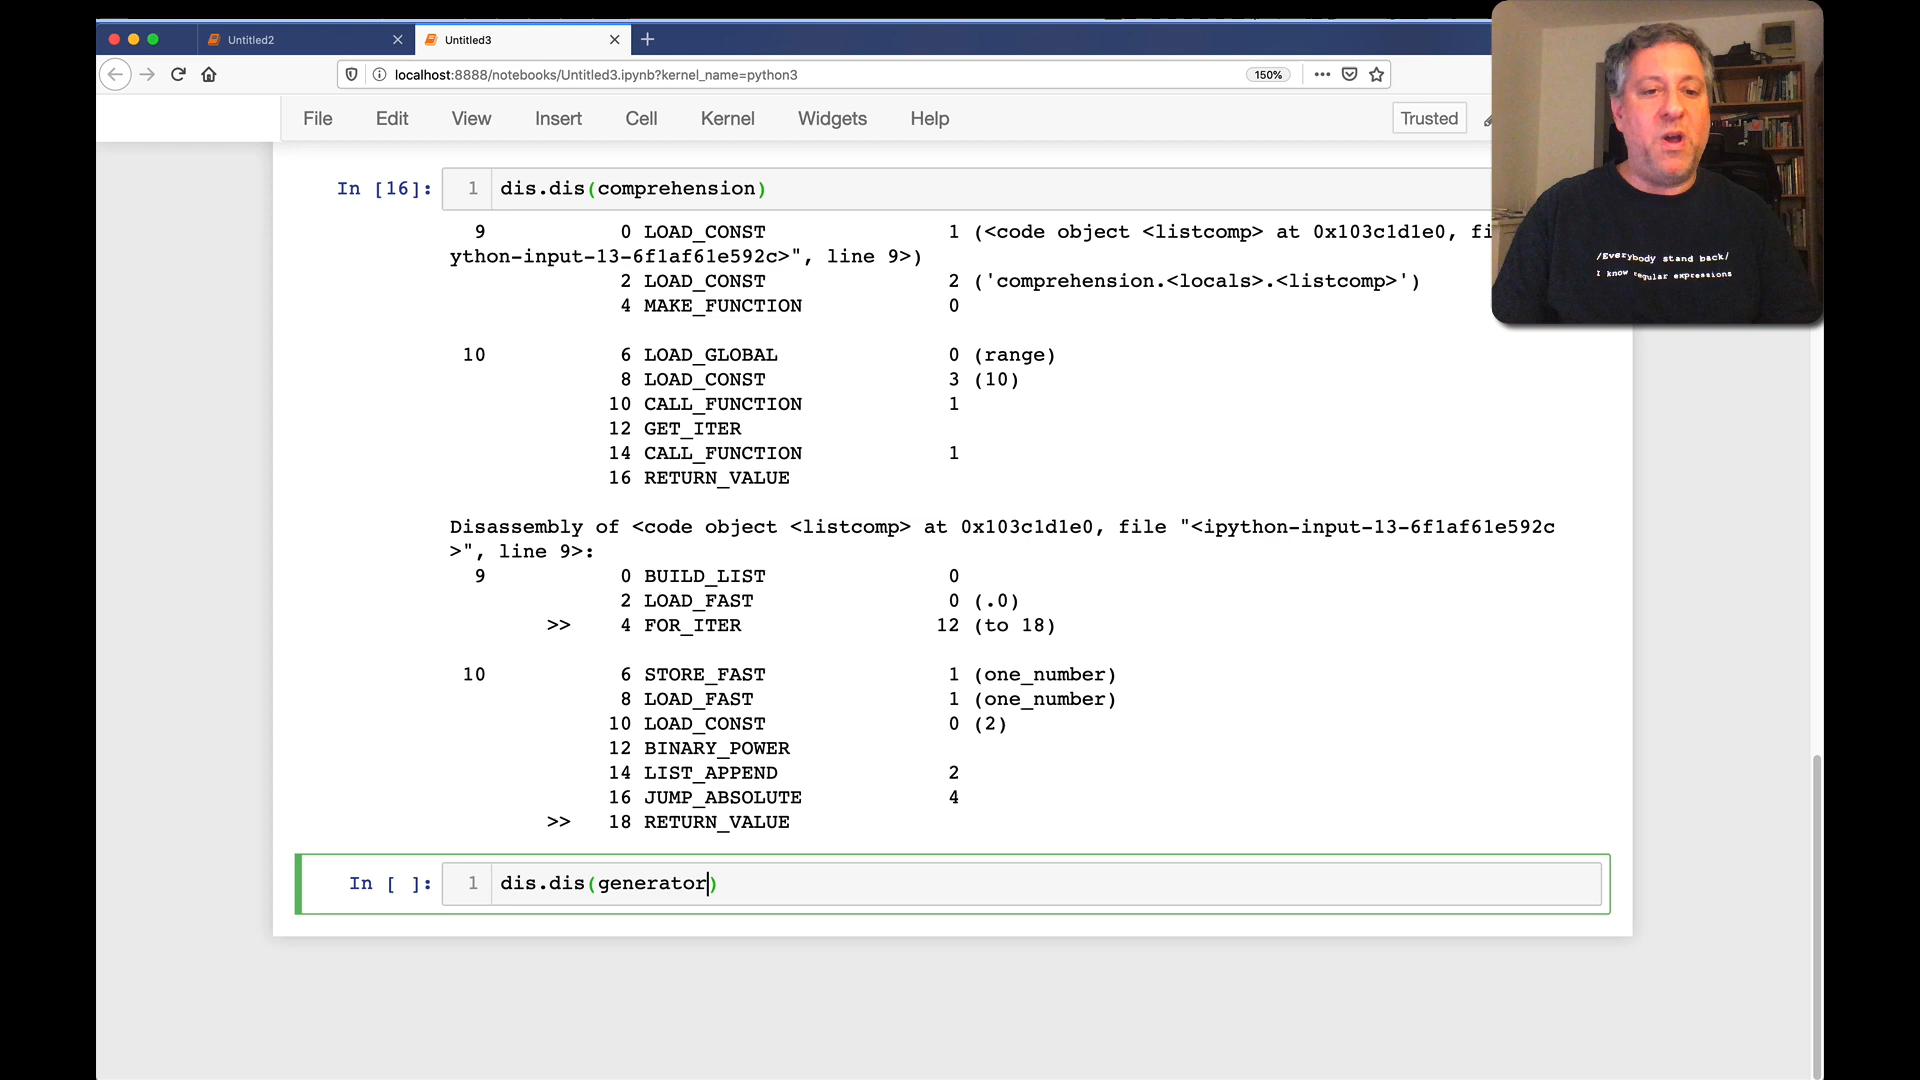 Untitled2
Untitled3
localhost:8888/notebooks/Untitled3.ipynb?kernel_name=python3
150%
File Edit View Insert Cell Kernel Widgets Help
Trusted
In [16]: 1 dis.dis(comprehension)
9 0 LOAD_CONST 1 (<code object <listcomp> at 0x103c1d1e0, fi
ython-input-13-6f1af61e592c>", line 9>)
2 LOAD_CONST 2 ('comprehension.<locals>.<listcomp>')
4 MAKE_FUNCTION 0
10 6 LOAD_GLOBAL 0 (range)
8 LOAD_CONST 3 (10)
10 CALL_FUNCTION 1
12 GET_ITER
14 CALL_FUNCTION 1
16 RETURN_VALUE
Disassembly of <code object <listcomp> at 0x103c1d1e0, file "<ipython-input-13-6f1af61e592c
>", line 9>:
9 0 BUILD_LIST 0
2 LOAD_FAST 0 (.0)
>> 4 FOR_ITER 12 (to 18)
10 6 STORE_FAST 1 (one_number)
8 LOAD_FAST 1 (one_number)
10 LOAD_CONST 0 (2)
12 BINARY_POWER
14 LIST_APPEND 2
16 JUMP_ABSOLUTE 4
>> 18 RETURN_VALUE
In [ ]: 1 dis.dis(generator)
/Everybody stand back/
I know regular expressions